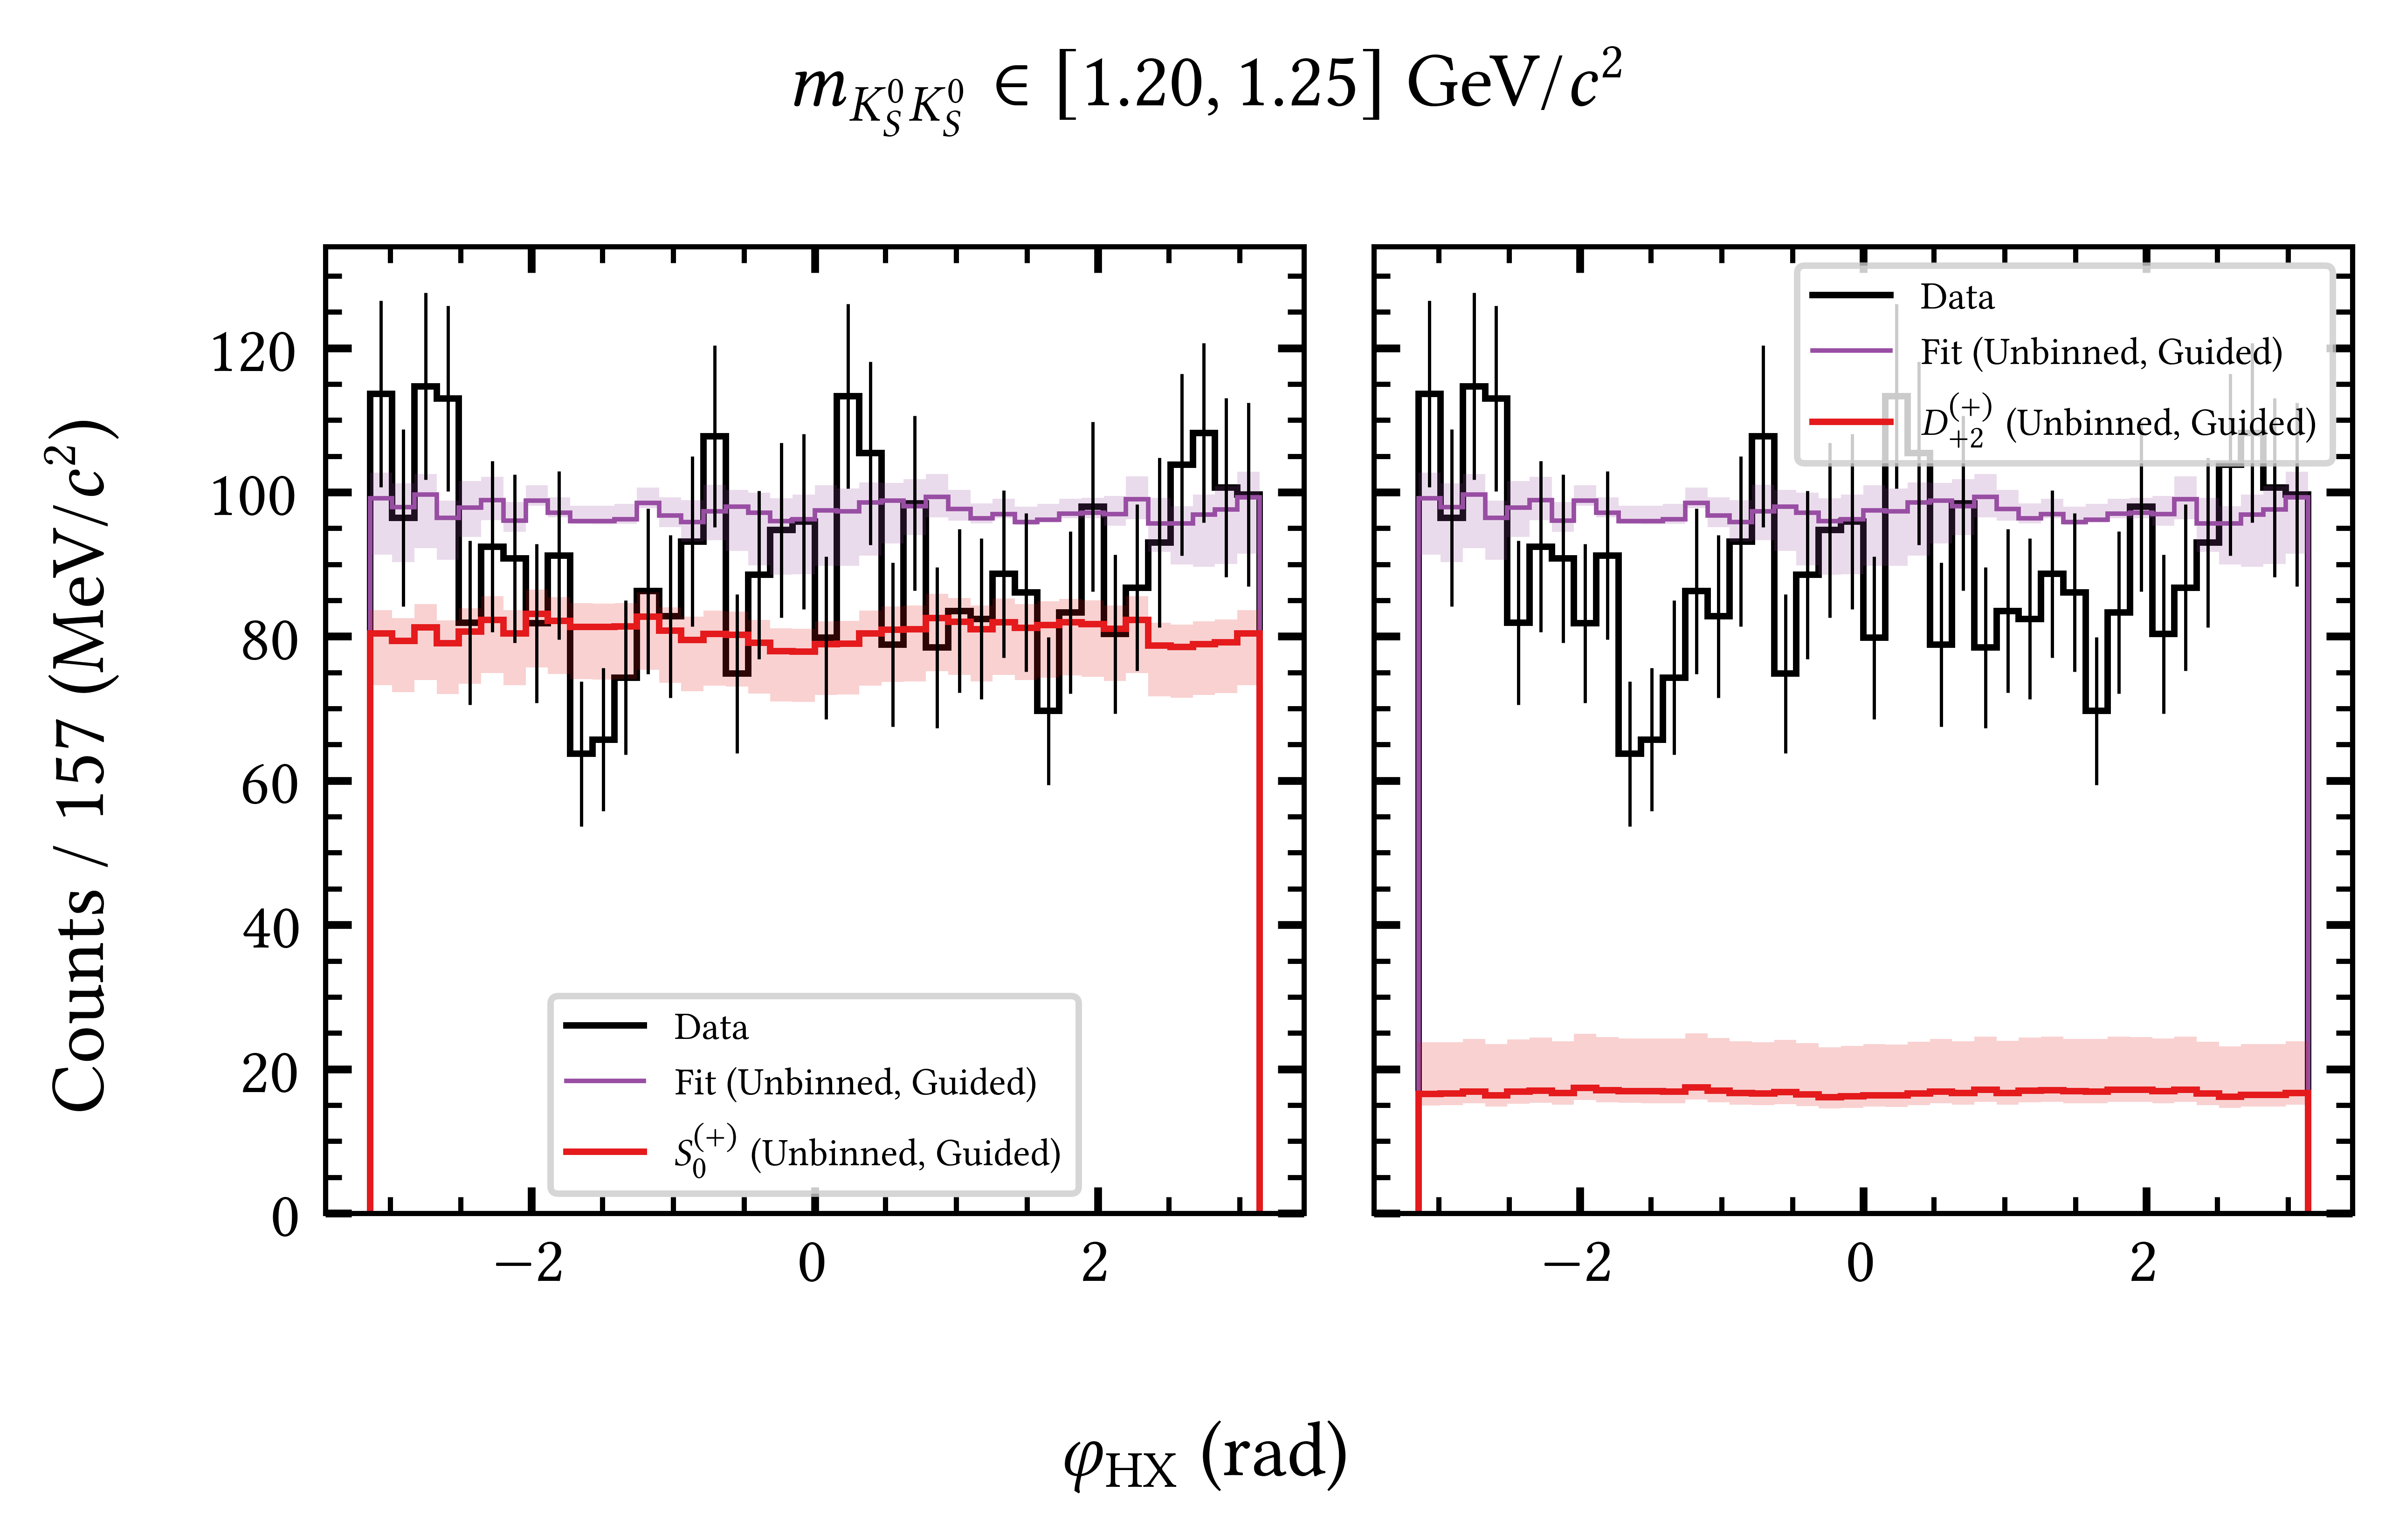 m_{K_S^0 K_S^0} ∈ [1.20, 1.25] GeV/c²
Counts / 157 (MeV/c²)
120
100
80
60
40
20
0
Data
Fit (Unbinned, Guided)
S_0^{(+)} (Unbinned, Guided)
−2 0 2
Data
Fit (Unbinned, Guided)
D_{+2}^{(+)} (Unbinned, Guided)
−2 0 2
φ_HX (rad)